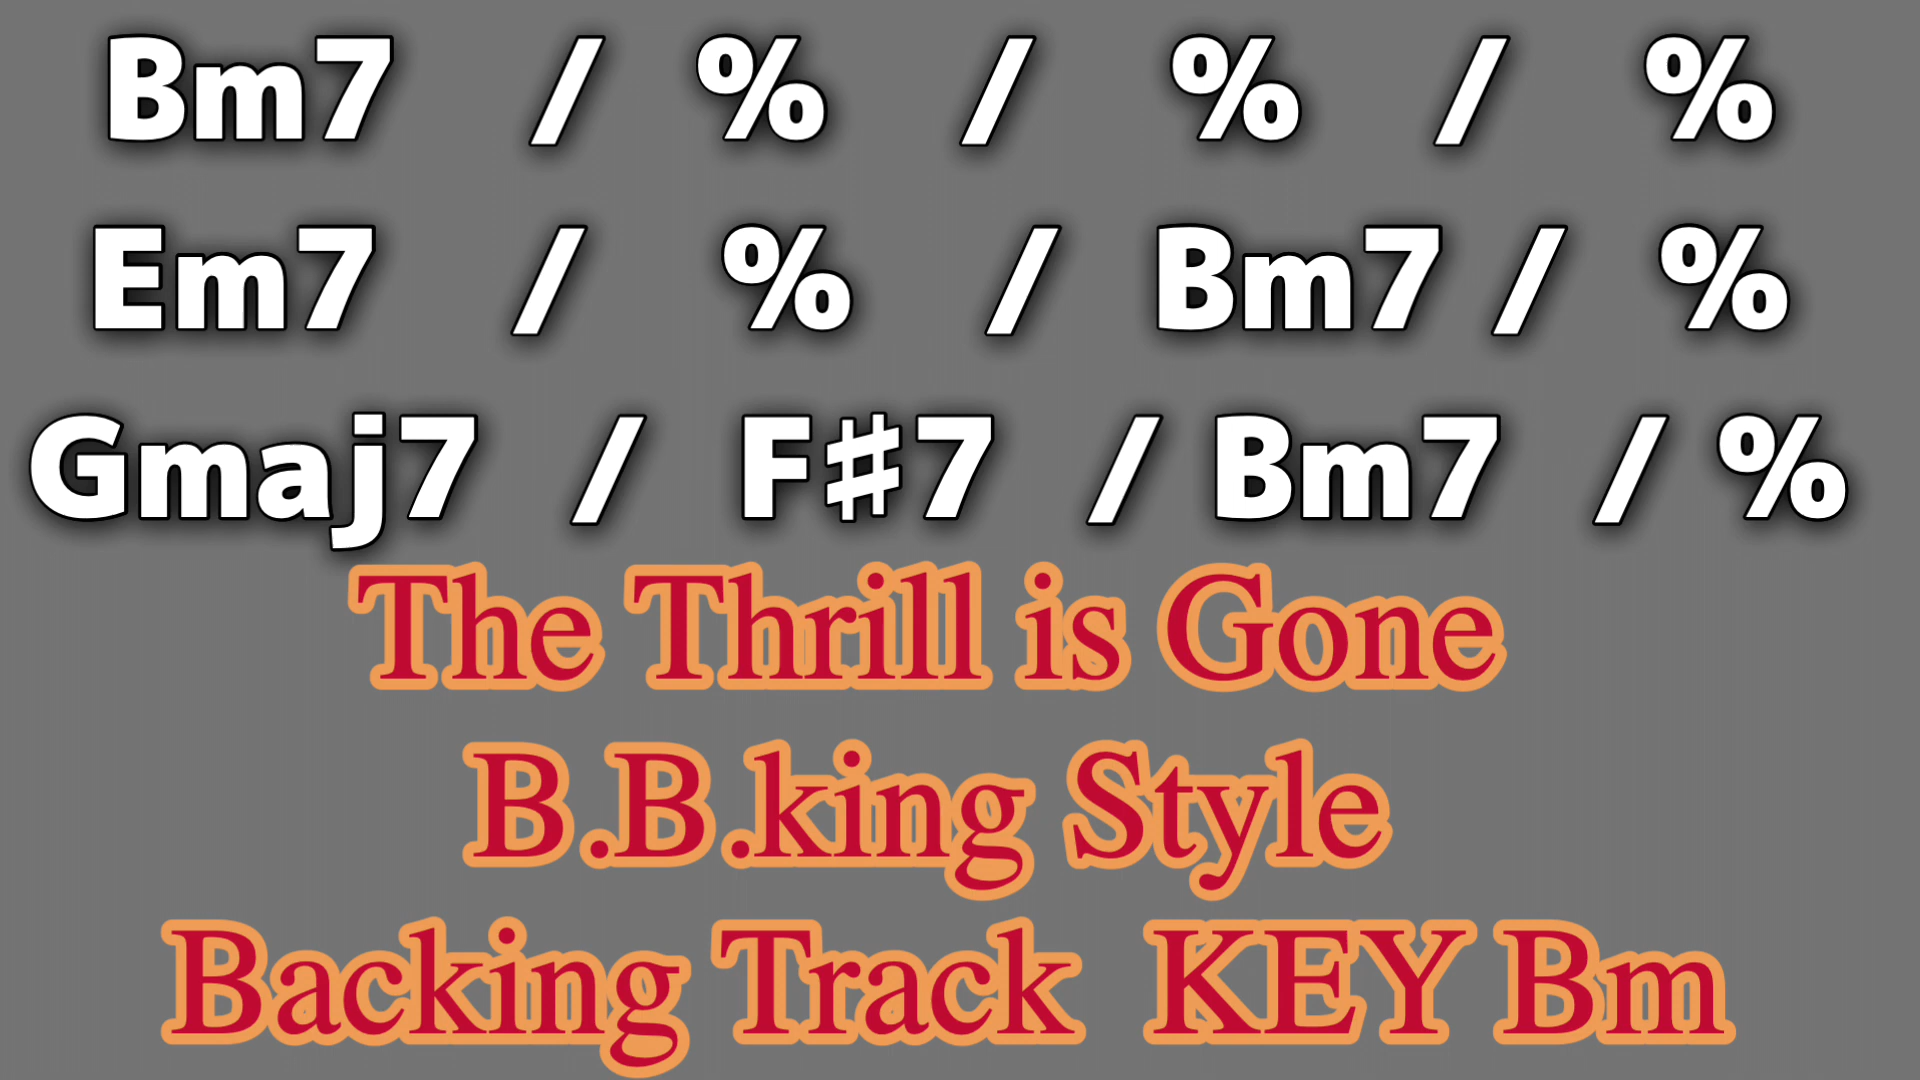 Bm7 / % / % / %
Em7 / % / Bm7 / %
Gmaj7 / F♯7 / Bm7 / %
The Thrill is Gone
B.B.king Style
Backing Track KEY Bm